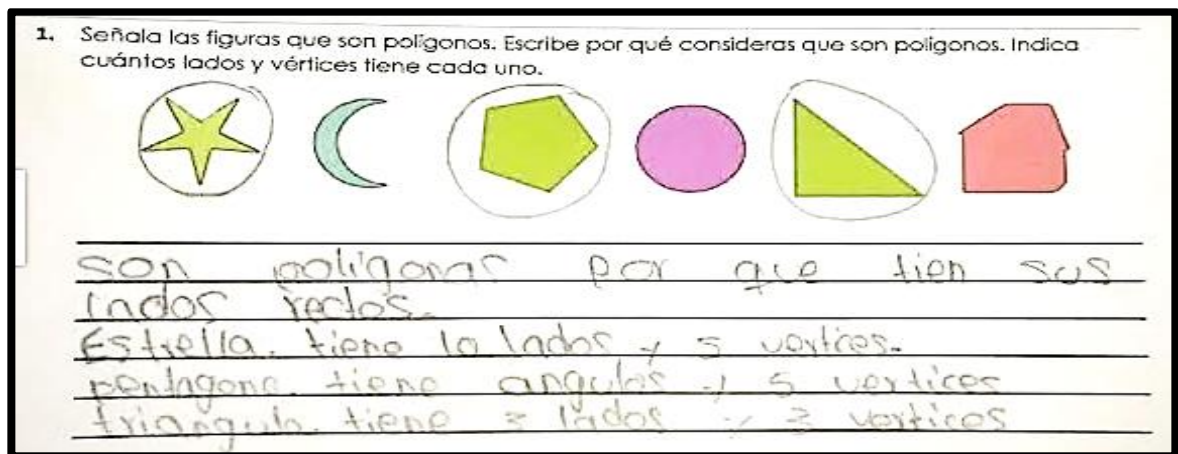 1. Señala las figuras que son polígonos. Escribe por qué consideras que son polígonos. Indica
cuántos lados y vértices tiene cada uno.
son poligonos por que tien sus
lados rectos.
Estrella. tiene 10 lados y 5 vertices.
pentagono. tiene angulos y 5 vertices
triangulo. tiene 3 lados y 3 vertices